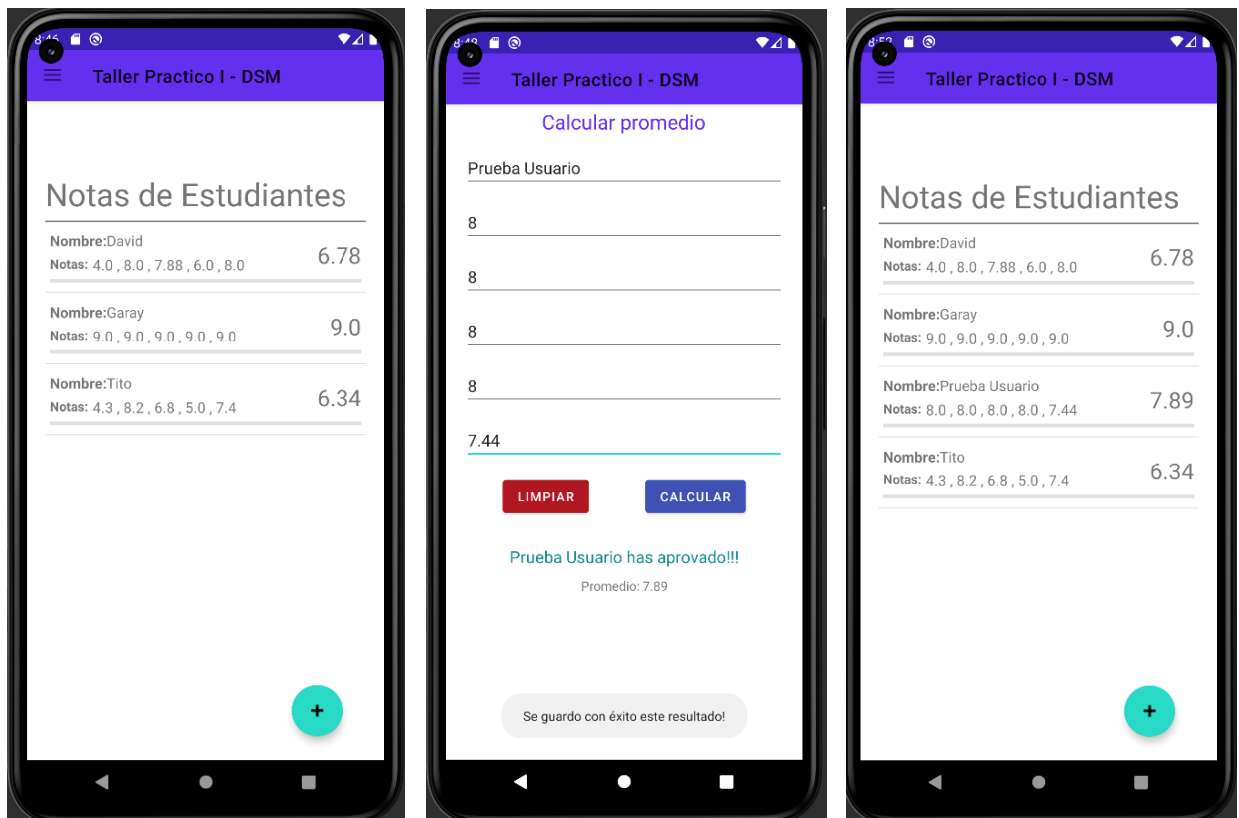 8:46
Taller Practico I - DSM
Notas de Estudiantes
Nombre:David
Notas: 4.0 , 8.0 , 7.88 , 6.0 , 8.0
6.78
Nombre:Garay
Notas: 9.0 , 9.0 , 9.0 , 9.0 , 9.0
9.0
Nombre:Tito
Notas: 4.3 , 8.2 , 6.8 , 5.0 , 7.4
6.34
+
Taller Practico I - DSM
Calcular promedio
Prueba Usuario
8
8
8
8
7.44
LIMPIAR
CALCULAR
Prueba Usuario has aprovado!!!
Promedio: 7.89
Se guardo con éxito este resultado!
Taller Practico I - DSM
Notas de Estudiantes
Nombre:David
Notas: 4.0 , 8.0 , 7.88 , 6.0 , 8.0
6.78
Nombre:Garay
Notas: 9.0 , 9.0 , 9.0 , 9.0 , 9.0
9.0
Nombre:Prueba Usuario
Notas: 8.0 , 8.0 , 8.0 , 8.0 , 7.44
7.89
Nombre:Tito
Notas: 4.3 , 8.2 , 6.8 , 5.0 , 7.4
6.34
+